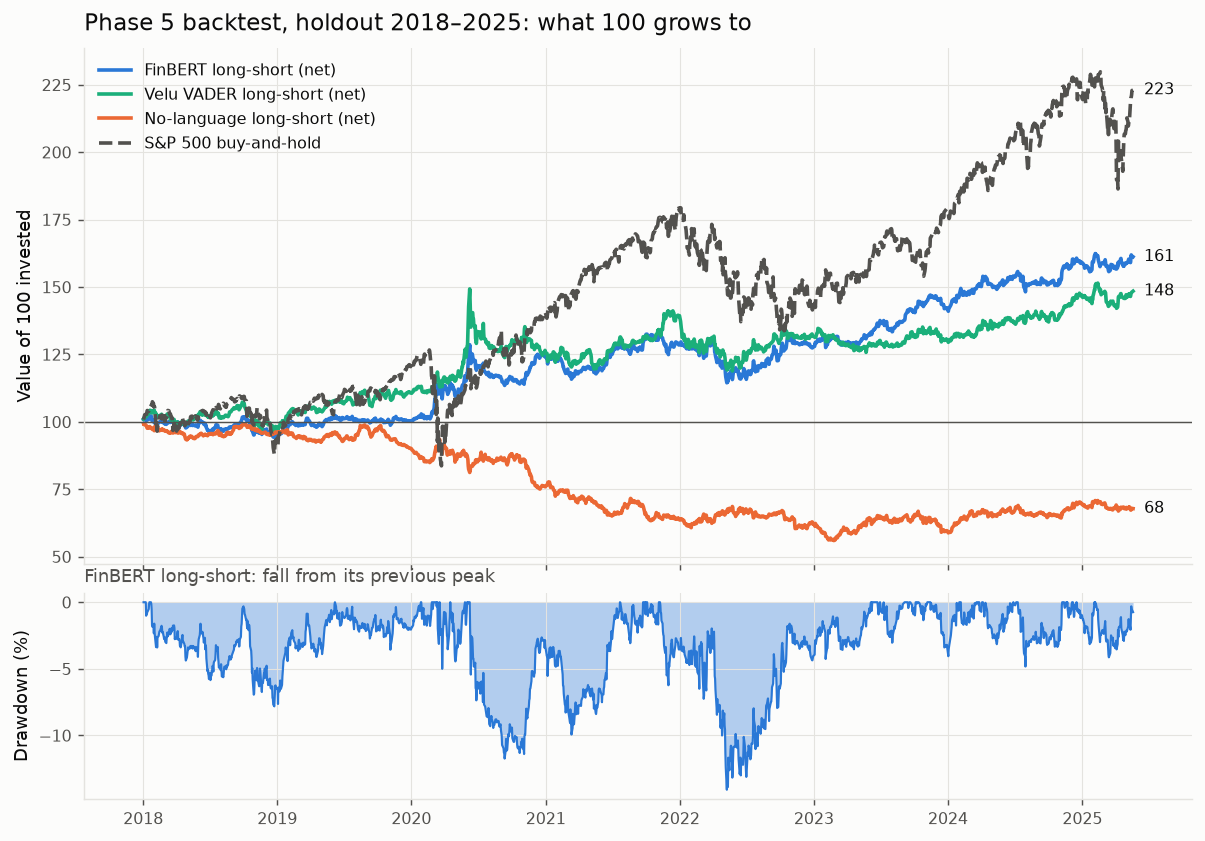 Phase 5 backtest, holdout 2018–2025: what 100 grows to
FinBERT long-short (net)
Velu VADER long-short (net)
No-language long-short (net)
S&P 500 buy-and-hold
Value of 100 invested
225
200
175
150
125
100
75
50
223
161
148
68
FinBERT long-short: fall from its previous peak
Drawdown (%)
0
−5
−10
2018
2019
2020
2021
2022
2023
2024
2025